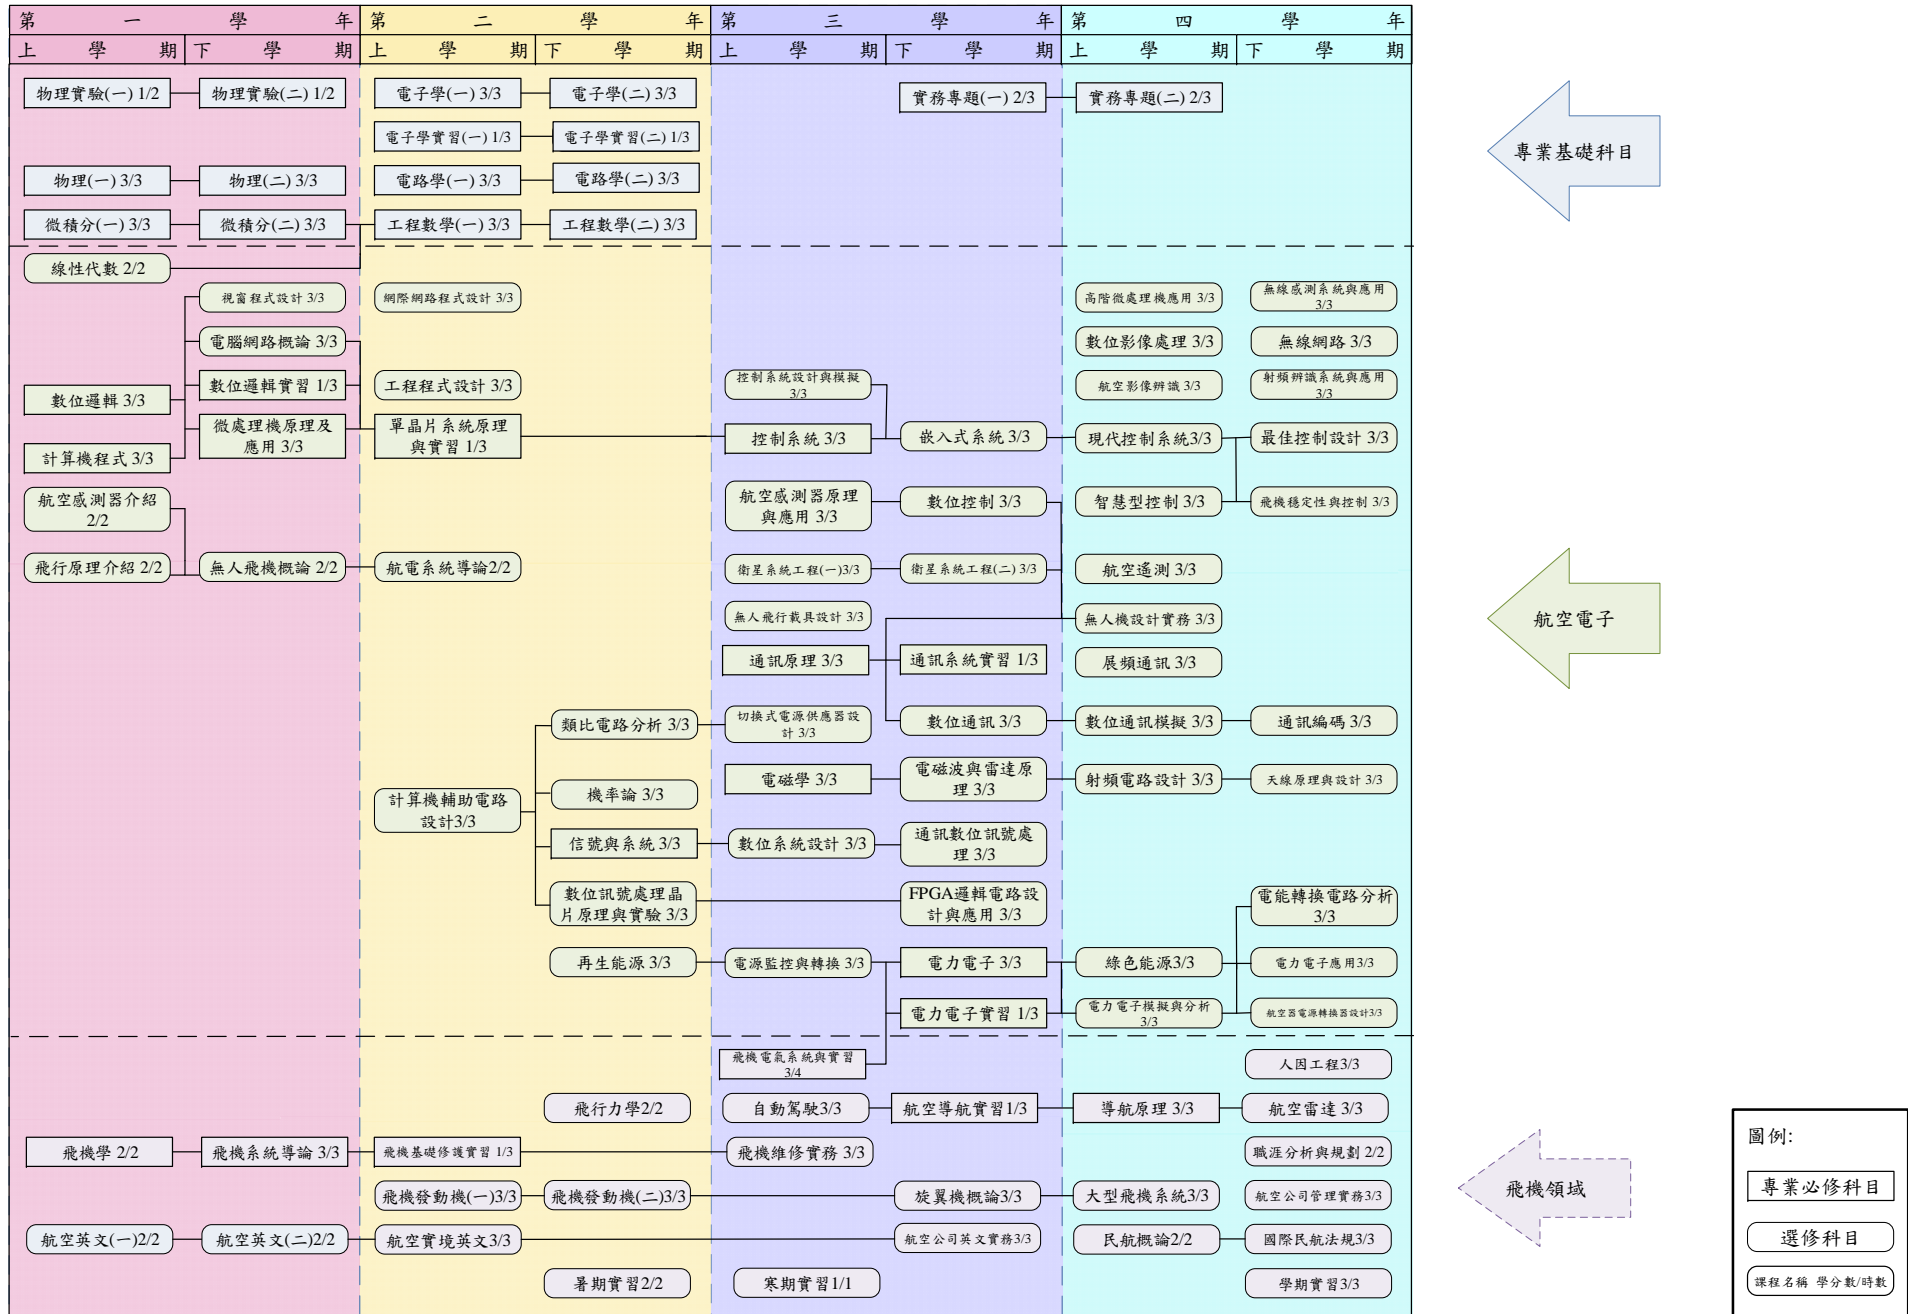 第一學年 第二學年 第三學年 第四學年
上學期 下學期 上學期 下學期 上學期 下學期 上學期 下學期
物理實驗(一) 1/2 物理實驗(二) 1/2 電子學(一) 3/3 電子學(二) 3/3 實務專題(一) 2/3 實務專題(二) 2/3
電子學實習(一) 1/3 電子學實習(二) 1/3
專業基礎科目
物理(一) 3/3 物理(二) 3/3 電路學(一) 3/3 電路學(二) 3/3
微積分(一) 3/3 微積分(二) 3/3 工程數學(一) 3/3 工程數學(二) 3/3
線性代數 2/2
視窗程式設計 3/3 網際網路程式設計 3/3 高階微處理機應用 3/3 無線感測系統與應用
3/3
電腦網路概論 3/3 數位影像處理 3/3 無線網路 3/3
數位邏輯 3/3 數位邏輯實習 1/3 工程程式設計 3/3 控制系統設計與模擬
3/3
航空影像辨識 3/3 射頻辨識系統與應用
3/3
計算機程式 3/3 微處理機原理及
應用 3/3
單晶片系統原理
與實習 1/3
控制系統 3/3 嵌入式系統 3/3 現代控制系統3/3 最佳控制設計 3/3
航空感測器介紹
2/2
航空感測器原理
與應用 3/3
數位控制 3/3 智慧型控制 3/3 飛機穩定性與控制 3/3
飛行原理介紹 2/2 無人飛機概論 2/2 航電系統導論2/2 衛星系統工程(一)3/3 衛星系統工程(二) 3/3 航空遙測 3/3
無人飛行載具設計 3/3 無人機設計實務 3/3
航空電子
通訊原理 3/3 通訊系統實習 1/3 展頻通訊 3/3
類比電路分析 3/3 切換式電源供應器設
計 3/3
數位通訊 3/3 數位通訊模擬 3/3 通訊編碼 3/3
電磁學 3/3 電磁波與雷達原
理 3/3
射頻電路設計 3/3 天線原理與設計 3/3
計算機輔助電路
設計3/3
機率論 3/3
信號與系統 3/3 數位系統設計 3/3 通訊數位訊號處
理 3/3
數位訊號處理晶
片原理與實驗 3/3
FPGA邏輯電路設
計與應用 3/3
電能轉換電路分析
3/3
再生能源 3/3 電源監控與轉換 3/3 電力電子 3/3 綠色能源3/3 電力電子應用3/3
電力電子實習 1/3 電力電子模擬與分析
3/3
航空器電源轉換器設計3/3
飛機電氣系統與實習
3/4
人因工程3/3
飛行力學2/2 自動駕駛3/3 航空導航實習1/3 導航原理 3/3 航空雷達 3/3
飛機學 2/2 飛機系統導論 3/3 飛機基礎修護實習 1/3 飛機維修實務 3/3 職涯分析與規劃 2/2
飛機發動機(一)3/3 飛機發動機(二)3/3 旋翼機概論3/3 大型飛機系統3/3 航空公司管理實務3/3
飛機領域
航空英文(一)2/2 航空英文(二)2/2 航空實境英文3/3 航空公司英文實務3/3 民航概論2/2 國際民航法規3/3
暑期實習2/2 寒期實習1/1 學期實習3/3
圖例:
專業必修科目
選修科目
課程名稱 學分數/時數